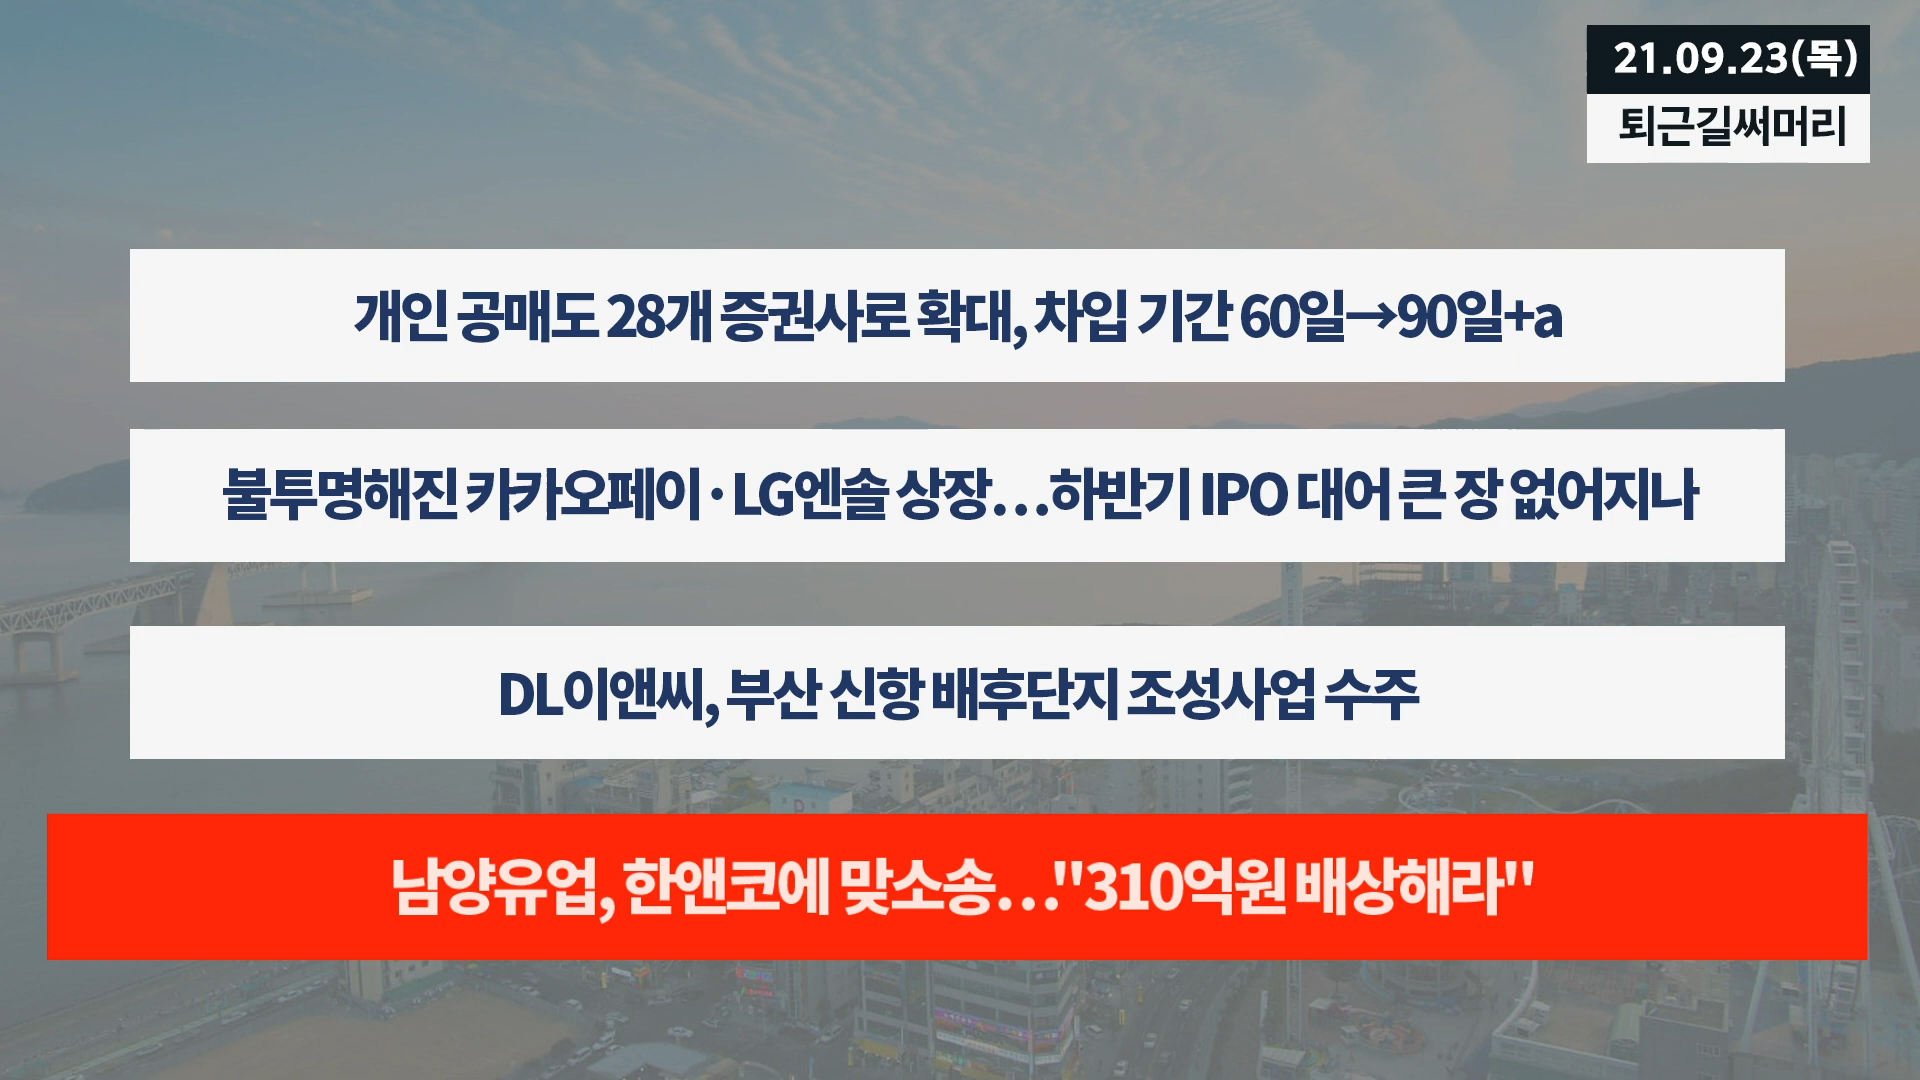 21.09.23(목)
퇴근길써머리
개인 공매도 28개 증권사로 확대, 차입 기간 60일→90일+a
불투명해진 카카오페이·LG엔솔 상장…하반기 IPO 대어 큰 장 없어지나
DL이앤씨, 부산 신항 배후단지 조성사업 수주
남양유업, 한앤코에 맞소송…"310억원 배상해라"